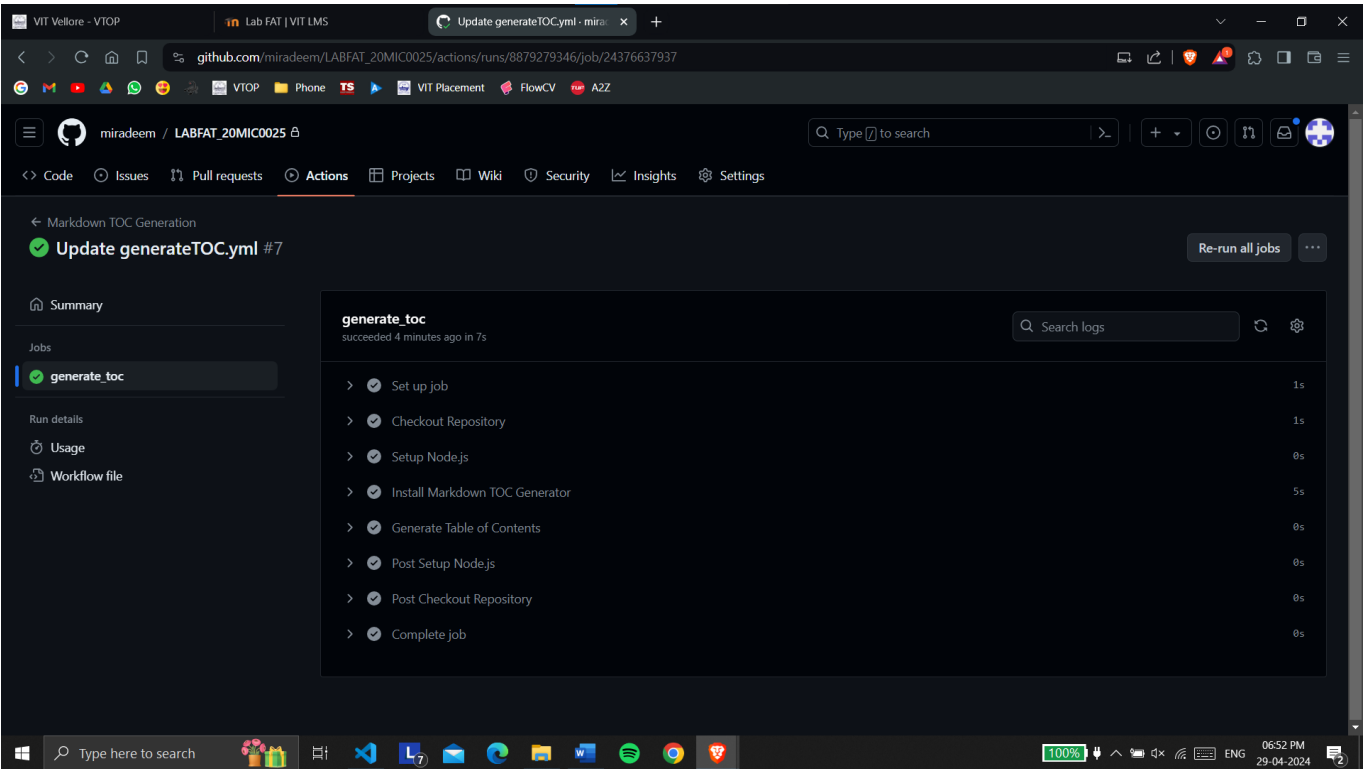 VIT Vellore - VTOP
Lab FAT | VIT LMS
Update generateTOC.yml · mirad
github.com/miradeem/LABFAT_20MIC0025/actions/runs/8879279346/job/24376637937
VTOP
Phone
TS
VIT Placement
FlowCV
TUF
A2Z
miradeem / LABFAT_20MIC0025
Type / to search
Code
Issues
Pull requests
Actions
Projects
Wiki
Security
Insights
Settings
← Markdown TOC Generation
Update generateTOC.yml #7
Re-run all jobs
Summary
Jobs
generate_toc
Run details
Usage
Workflow file
generate_toc
succeeded 4 minutes ago in 7s
Search logs
Set up job 1s
Checkout Repository 1s
Setup Node.js 0s
Install Markdown TOC Generator 5s
Generate Table of Contents 0s
Post Setup Node.js 0s
Post Checkout Repository 0s
Complete job 0s
Type here to search
L
7
100%
ENG
06:52 PM
29-04-2024
2